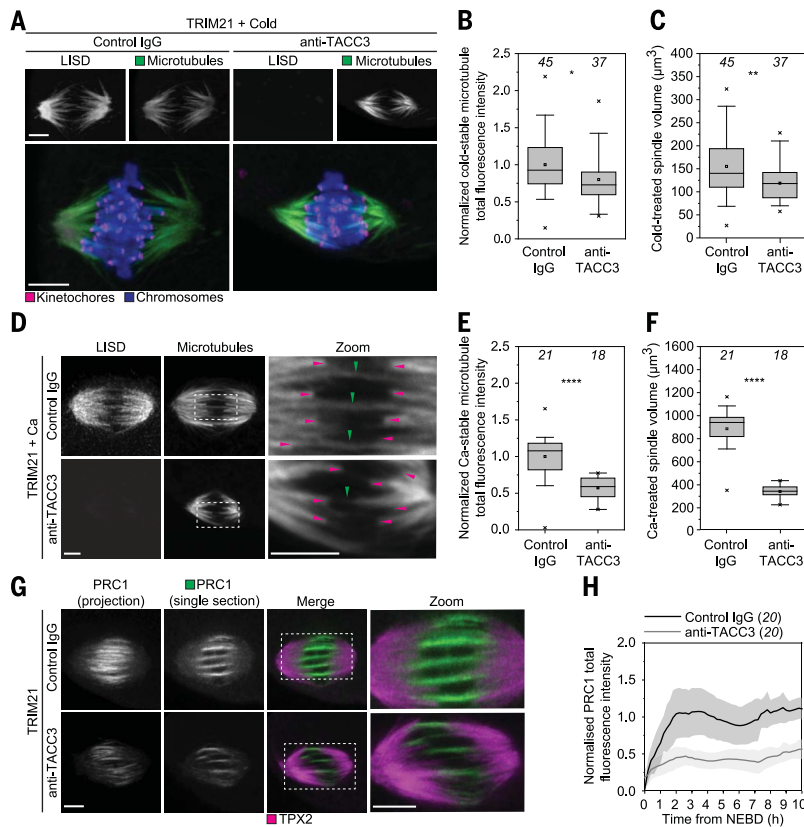 A
TRIM21 + Cold
Control IgG
anti-TACC3
LISD
Microtubules
LISD
Microtubules
Kinetochores
Chromosomes
B
Normalized cold-stable microtubule
total fluorescence intensity
2.5
2.0
1.5
1.0
0.5
0
45
37
*
Control
IgG
anti-
TACC3
C
Cold-treated spindle volume (µm³)
400
350
300
250
200
150
100
50
0
45
37
**
Control
IgG
anti-
TACC3
D
LISD
Microtubules
Zoom
TRIM21 + Ca
Control IgG
anti-TACC3
E
Normalized Ca-stable microtubule
total fluorescence intensity
2.5
2.0
1.5
1.0
0.5
0
21
18
****
Control
IgG
anti-
TACC3
F
Ca-treated spindle volume (µm³)
1600
1400
1200
1000
800
600
400
200
0
21
18
****
Control
IgG
anti-
TACC3
G
PRC1
(projection)
PRC1
(single section)
Merge
Zoom
TRIM21
Control IgG
anti-TACC3
TPX2
H
Control IgG (20)
anti-TACC3 (20)
Normalised PRC1 total
fluorescence intensity
2.0
1.5
1.0
0.5
0
0 1 2 3 4 5 6 7 8 9 10
Time from NEBD (h)